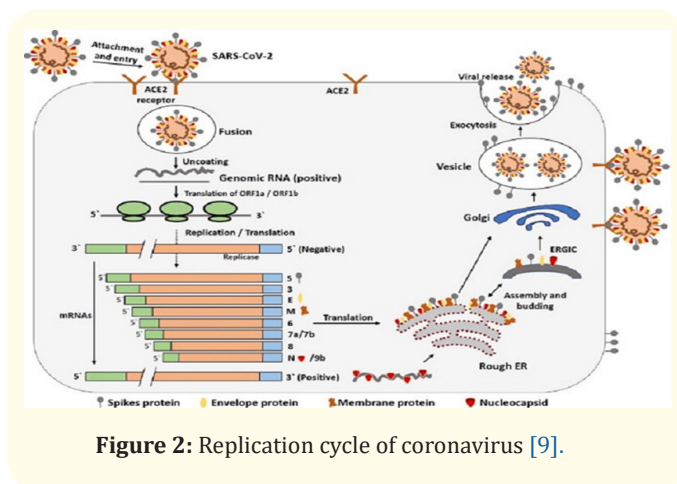 Attachment
and entry
SARS-CoV-2
ACE2
receptor
ACE2
Viral release
Fusion
Exocytosis
Uncoating
Vesicle
Genomic RNA (positive)
Translation of ORF1a / ORF1b
5` 3`
Golgi
Replication / Translation
3` 5` (Negative)
Replicase
ERGIC
5` S
5` 3
5` E
5` M
Assembly and
budding
mRNAs
5` 6
Translation
5` 7a/7b
5` 8
5` N /9b
Rough ER
5` 3` (Positive)
Spikes protein Envelope protein Membrane protein Nucleocapsid
Figure 2: Replication cycle of coronavirus [9].